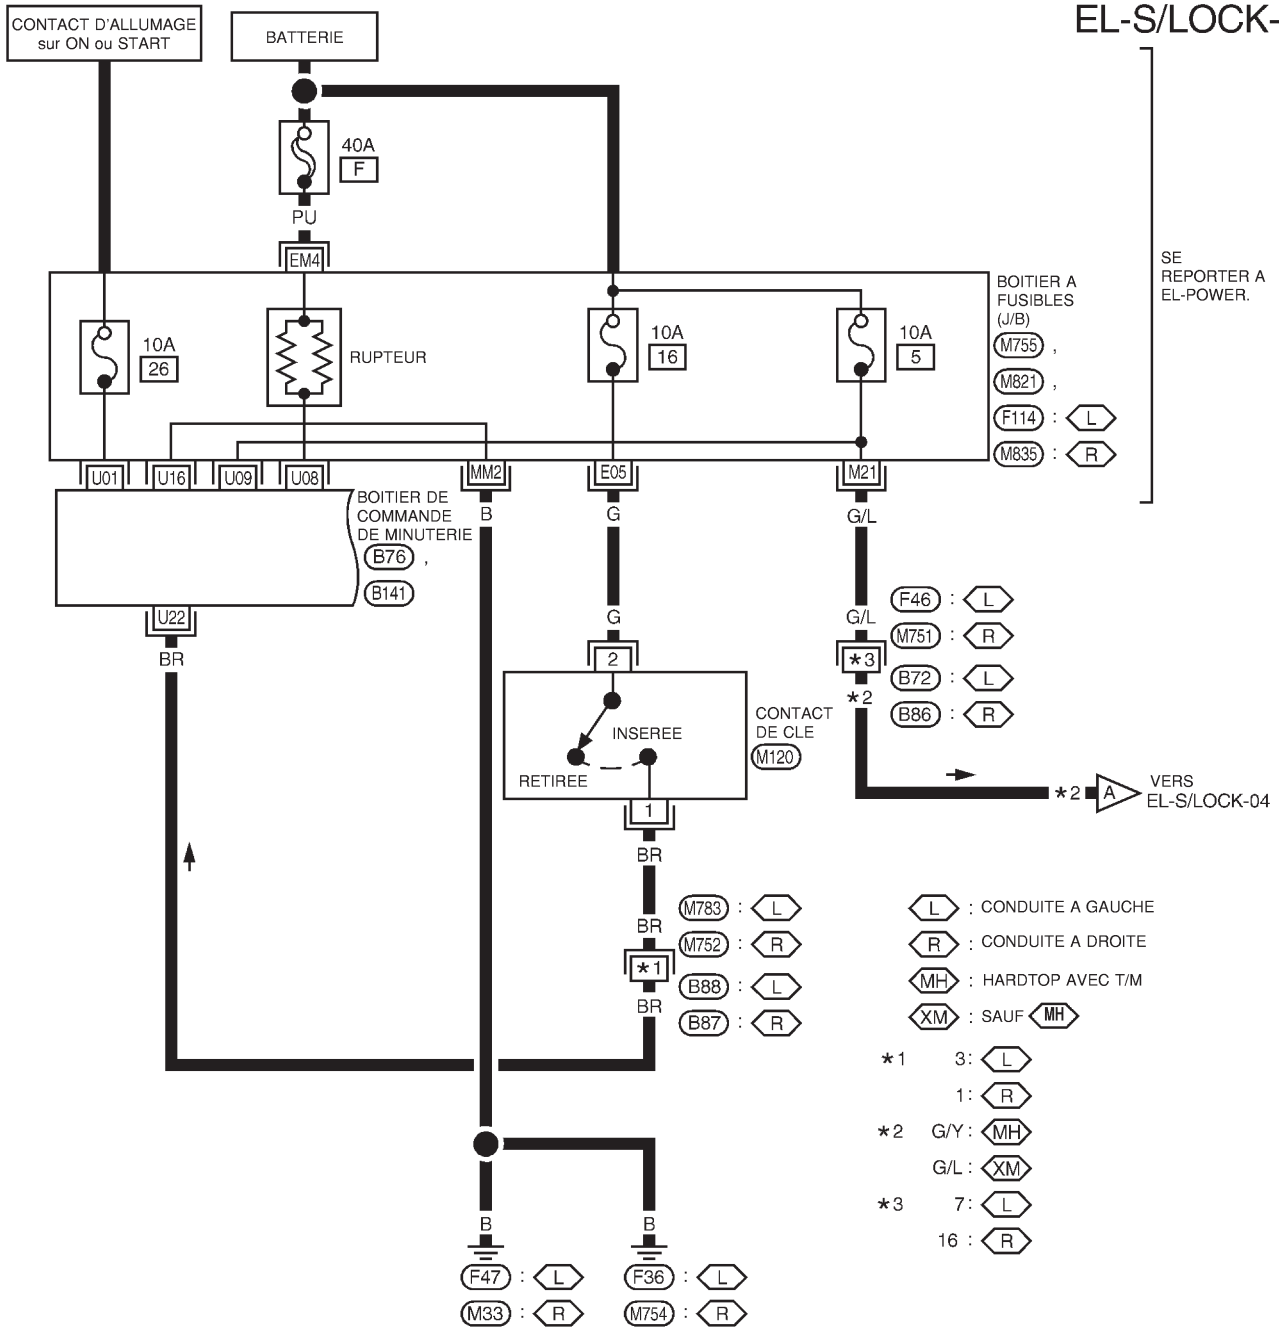 EL-S/LOCK-
CONTACT D'ALLUMAGE
sur ON ou START
BATTERIE
40A
F
PU
EM4
SE
REPORTER A
EL-POWER.
BOITIER A
FUSIBLES
(J/B)
M755 ,
M821 ,
F114 : L
M835 : R
10A
26
RUPTEUR
10A
16
10A
5
U01
U16
U09
U08
MM2
E05
M21
BOITIER DE
COMMANDE
DE MINUTERIE
B76 ,
B141
B
G
G/L
U22
BR
G
G/L
F46 : L
M751 : R
B72 : L
B86 : R
2
*3
*2
INSEREE
RETIREE
CONTACT
DE CLE
M120
1
*2
A
VERS
EL-S/LOCK-04
BR
BR
*1
BR
M783 : L
M752 : R
B88 : L
B87 : R
L : CONDUITE A GAUCHE
R : CONDUITE A DROITE
MH : HARDTOP AVEC T/M
XM : SAUF MH
*1 3: L
1: R
*2 G/Y: MH
G/L: XM
*3 7: L
16 : R
B
B
F47 : L
M33 : R
F36 : L
M754 : R